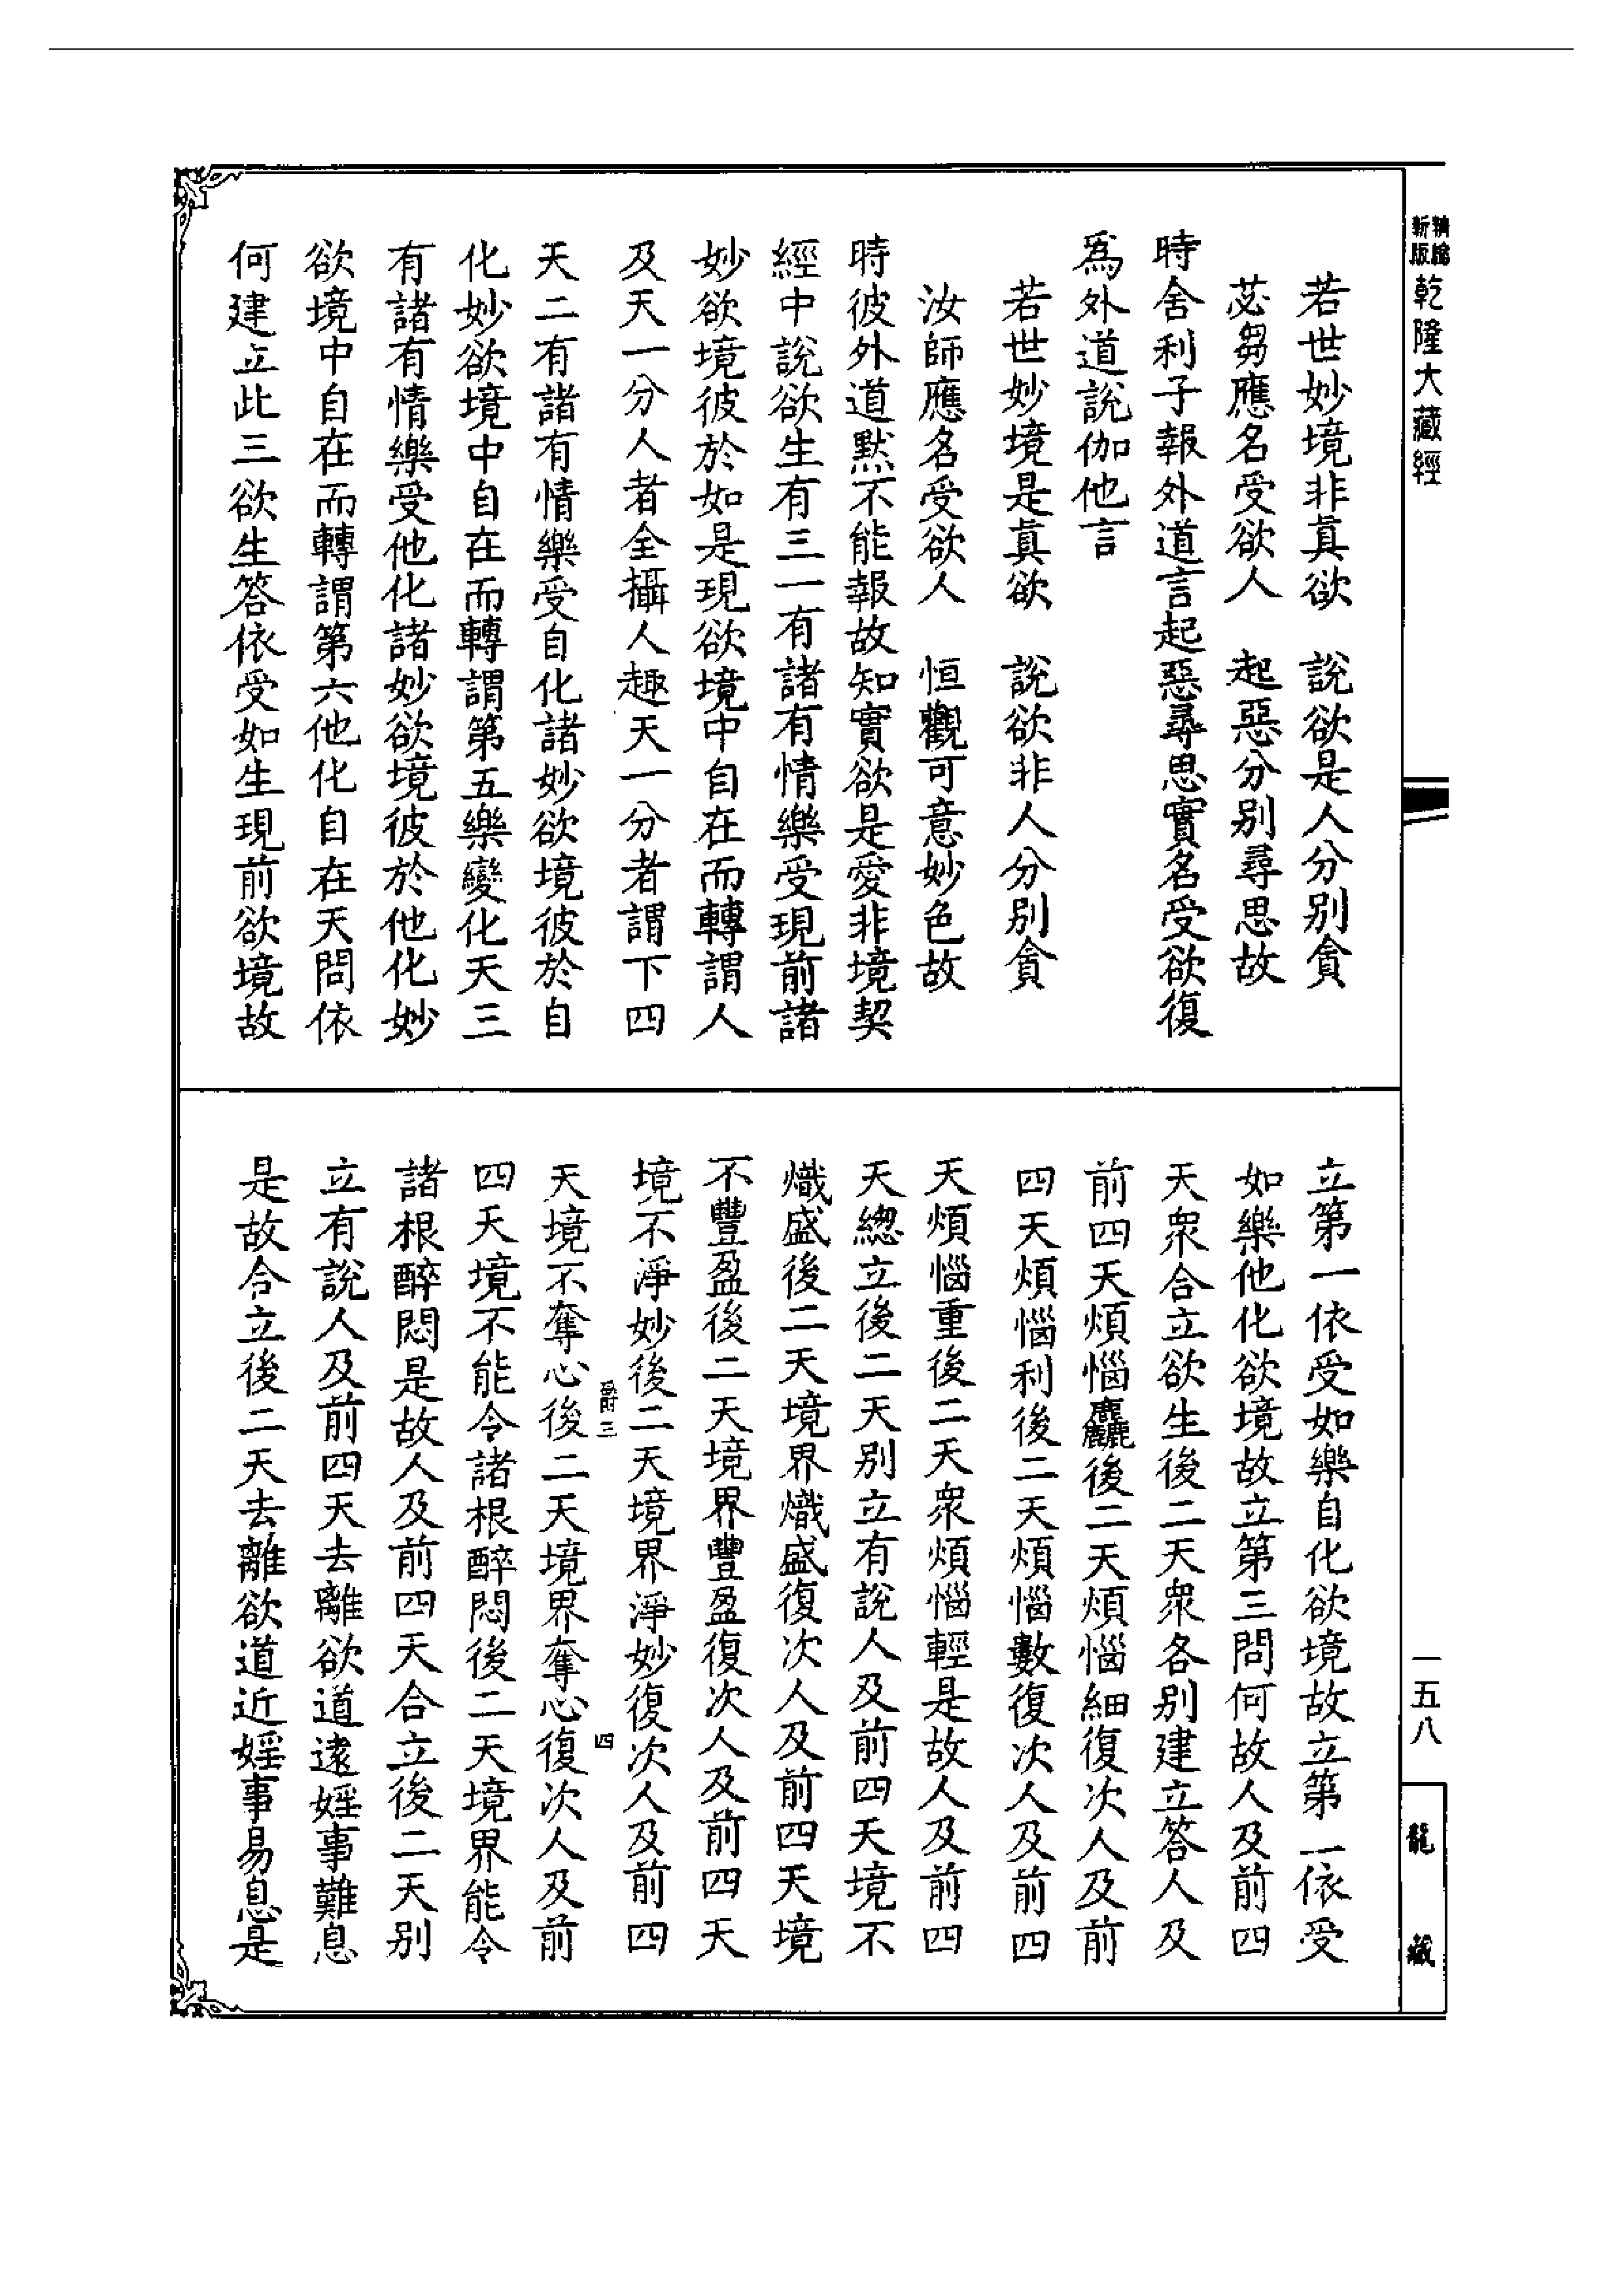 精縮
新版
乾隆大藏經
若世妙境非真欲　說欲是人分別貪
苾芻應名受欲人　起惡分別尋思故
時舍利子報外道言起惡尋思實名受欲復
爲外道說伽他言
若世妙境是真欲　說欲非人分別貪
汝師應名受欲人　恒觀可意妙色故
時彼外道默不能報故知實欲是愛非境契
經中說欲生有三一有諸有情樂受現前諸
妙欲境彼於如是現欲境中自在而轉謂人
及天一分人者全攝人趣天一分者謂下四
天二有諸有情樂受自化諸妙欲境彼於自
化妙欲境中自在而轉謂第五樂變化天三
有諸有情樂受他化諸妙欲境彼於他化妙
欲境中自在而轉謂第六他化自在天問依
何建立此三欲生答依受如生現前欲境故
立第一依受如樂自化欲境故立第二依受
如樂他化欲境故立第三問何故人及前四
天眾合立欲生後二天眾各別建立答人及
前四天煩惱麤後二天煩惱細復次人及前
四天煩惱利後二天煩惱數復次人及前四
天煩惱重後二天眾煩惱輕是故人及前四
天緫立後二天別立有說人及前四天境不
熾盛後二天境界熾盛復次人及前四天境
不豐盈後二天境界豐盈復次人及前四天
境不淨妙後二天境界淨妙復次人及前四
爵三
四
天境不奪心後二天境界奪心復次人及前
四天境不能令諸根醉悶後二天境界能令
諸根醉悶是故人及前四天合立後二天別
立有說人及前四天去離欲道遠婬事難息
是故合立後二天去離欲道近婬事易息是
一五八
龍藏